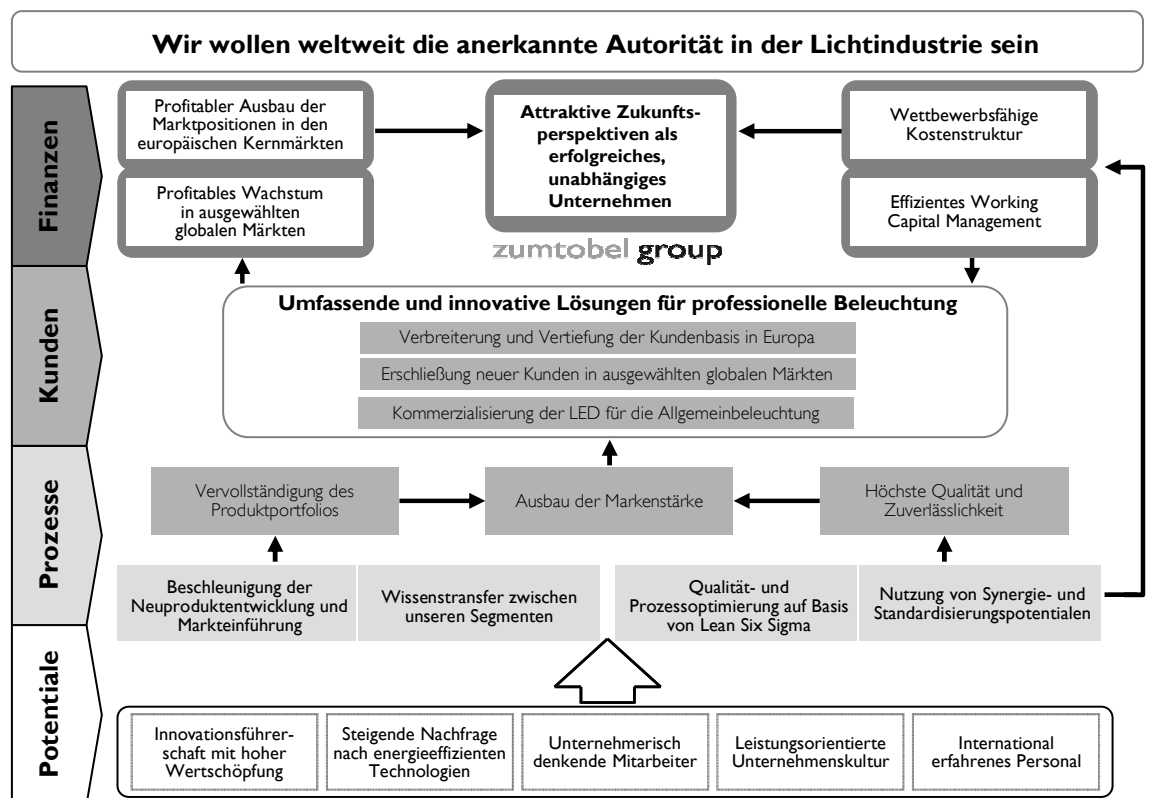 Wir wollen weltweit die anerkannte Autorität in der Lichtindustrie sein
Finanzen
Profitabler Ausbau der
Marktpositionen in den
europäischen Kernmärkten
Profitables Wachstum
in ausgewählten
globalen Märkten
Attraktive Zukunfts-
perspektiven als
erfolgreiches,
unabhängiges
Unternehmen
zumtobel group
Wettbewerbsfähige
Kostenstruktur
Effizientes Working
Capital Management
Kunden
Umfassende und innovative Lösungen für professionelle Beleuchtung
Verbreiterung und Vertiefung der Kundenbasis in Europa
Erschließung neuer Kunden in ausgewählten globalen Märkten
Kommerzialisierung der LED für die Allgemeinbeleuchtung
Prozesse
Vervollständigung des
Produktportfolios
Ausbau der Markenstärke
Höchste Qualität und
Zuverlässlichkeit
Beschleunigung der
Neuproduktentwicklung und
Markteinführung
Wissenstransfer zwischen
unseren Segmenten
Qualität- und
Prozessoptimierung auf Basis
von Lean Six Sigma
Nutzung von Synergie- und
Standardisierungspotentialen
Potentiale
Innovationsführer-
schaft mit hoher
Wertschöpfung
Steigende Nachfrage
nach energieeffizienten
Technologien
Unternehmerisch
denkende Mitarbeiter
Leistungsorientierte
Unternehmenskultur
International
erfahrenes Personal